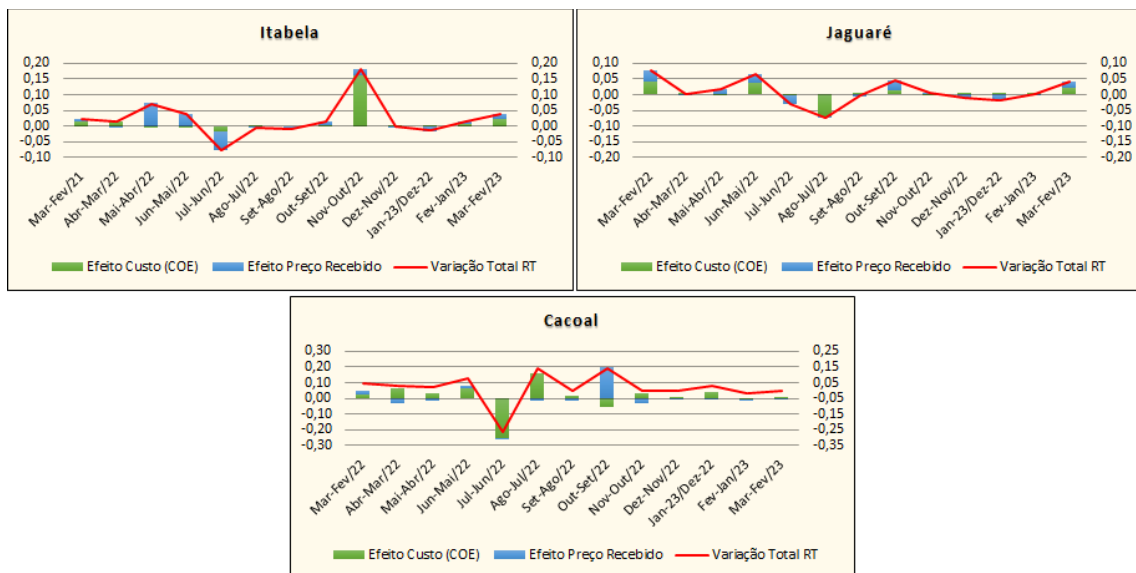 Itabela
0,20 0,20
0,15 0,15
0,10 0,10
0,05 0,05
0,00 0,00
-0,05 -0,05
-0,10 -0,10
Mar-Fev/21 Abr-Mar/22 Mai-Abr/22 Jun-Mai/22 Jul-Jun/22 Ago-Jul/22 Set-Ago/22 Out-Set/22 Nov-Out/22 Dez-Nov/22 Jan-23/Dez-22 Fev-Jan/23 Mar-Fev/23
Efeito Custo (COE) Efeito Preço Recebido Variação Total RT
Jaguaré
0,10 0,10
0,05 0,05
0,00 0,00
-0,05 -0,05
-0,10 -0,10
-0,15 -0,15
-0,20 -0,20
Mar-Fev/22 Abr-Mar/22 Mai-Abr/22 Jun-Mai/22 Jul-Jun/22 Ago-Jul/22 Set-Ago/22 Out-Set/22 Nov-Out/22 Dez-Nov/22 Jan-23/Dez-22 Fev-Jan/23 Mar-Fev/23
Efeito Custo (COE) Efeito Preço Recebido Variação Total RT
Cacoal
0,30 0,25
0,20 0,15
0,10 0,05
0,00 -0,05
-0,10 -0,15
-0,20 -0,25
-0,30 -0,35
Mar-Fev/22 Abr-Mar/22 Mai-Abr/22 Jun-Mai/22 Jul-Jun/22 Ago-Jul/22 Set-Ago/22 Out-Set/22 Nov-Out/22 Dez-Nov/22 Jan-23/Dez-22 Fev-Jan/23 Mar-Fev/23
Efeito Custo (COE) Efeito Preço Recebido Variação Total RT